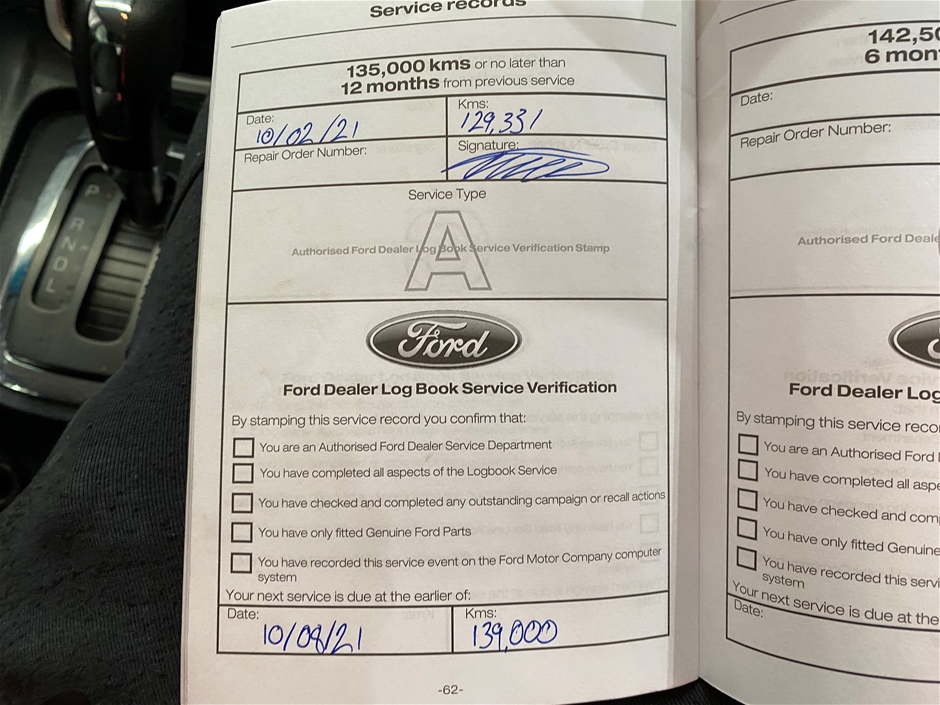 Service records
135,000 kms or no later than
12 months from previous service
Date:
10/02/21
Kms:
129,331
Repair Order Number:
Signature:
Service Type
A
Authorised Ford Dealer Log Book Service Verification Stamp
Ford
Ford Dealer Log Book Service Verification
By stamping this service record you confirm that:
You are an Authorised Ford Dealer Service Department
You have completed all aspects of the Logbook Service
You have checked and completed any outstanding campaign or recall actions
You have only fitted Genuine Ford Parts
You have recorded this service event on the Ford Motor Company computer
system
Your next service is due at the earlier of:
Date:
10/08/21
Kms:
139,000
-62-
142,50
6 mon
Date:
Repair Order Number:
Authorised Ford Deale
Ford Dealer Log
By stamping this service reco
You are an Authorised Ford
You have completed all aspe
You have checked and com
You have only fitted Genuine
You have recorded this servi
system
Your next service is due at the
Date:
P
R
N
D
L